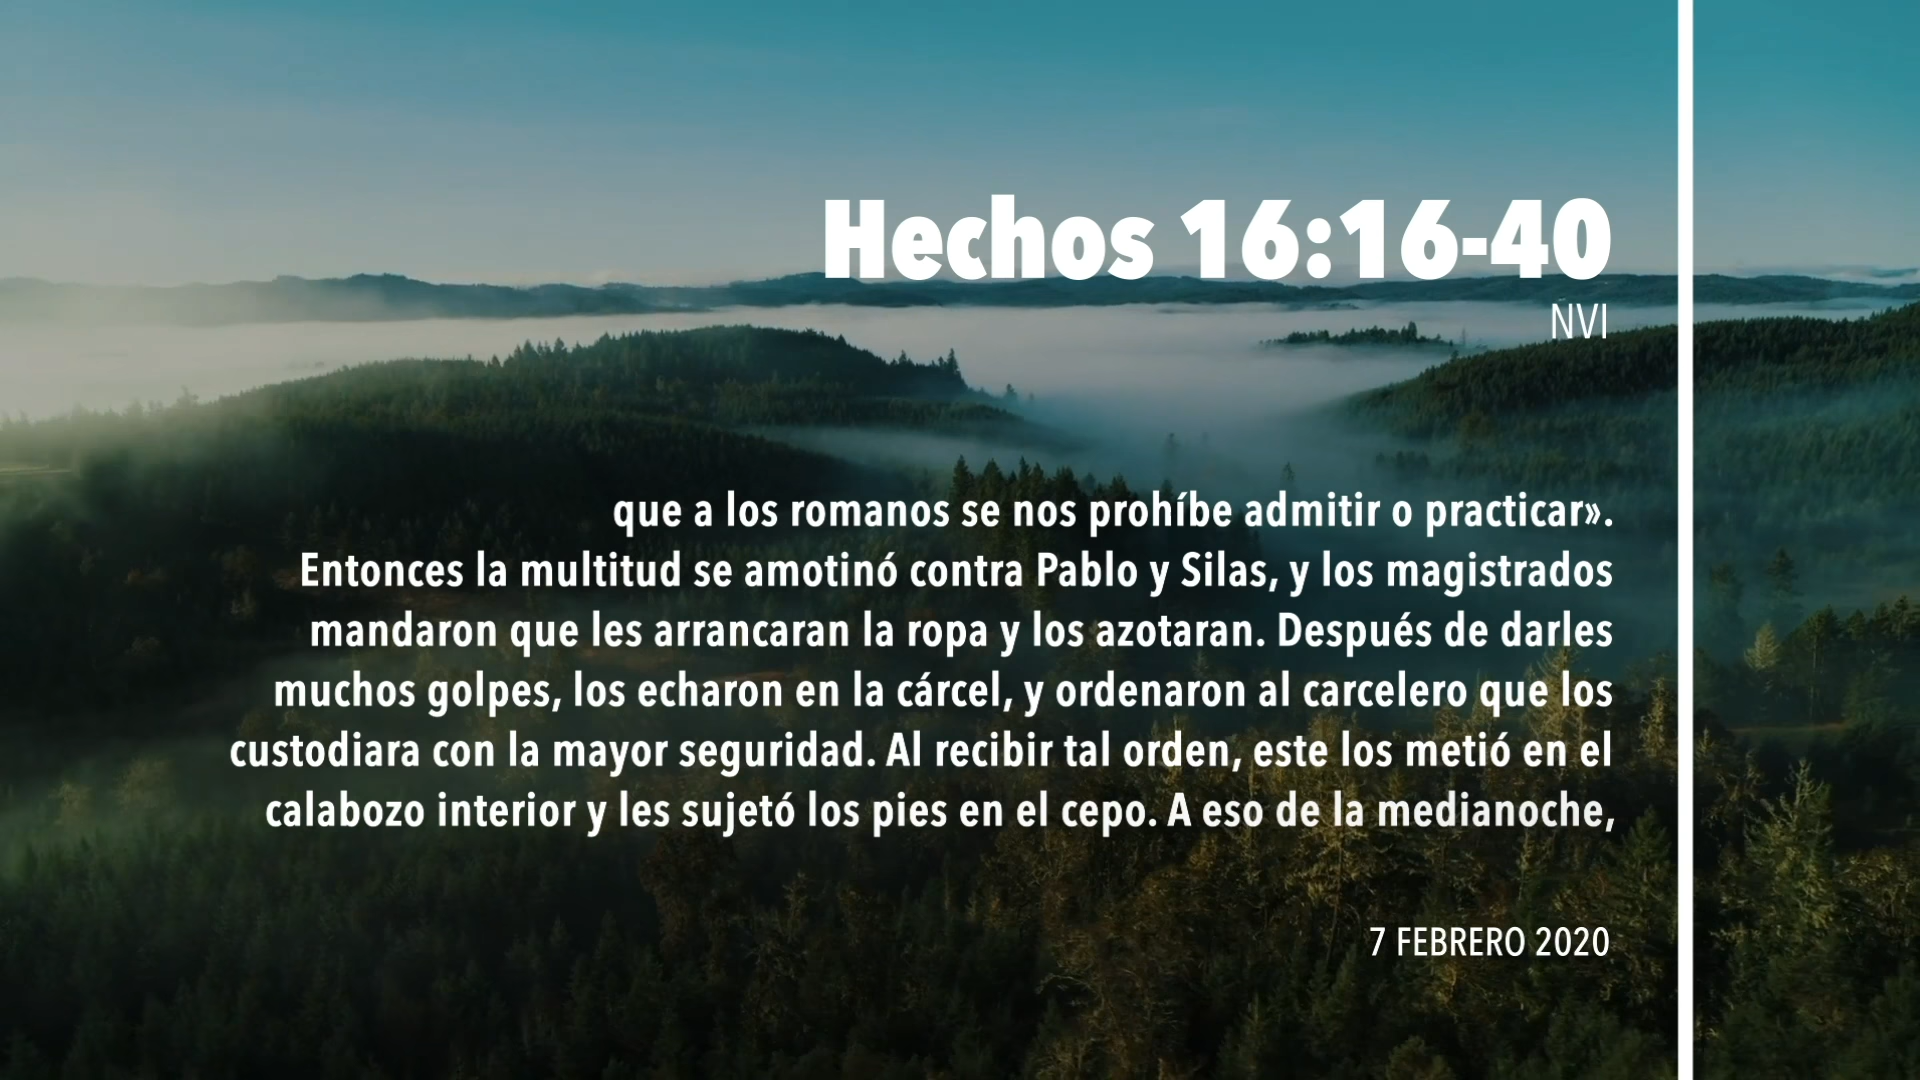 Hechos 16:16-40
NVI
que a los romanos se nos prohíbe admitir o practicar».
Entonces la multitud se amotinó contra Pablo y Silas, y los magistrados
mandaron que les arrancaran la ropa y los azotaran. Después de darles
muchos golpes, los echaron en la cárcel, y ordenaron al carcelero que los
custodiara con la mayor seguridad. Al recibir tal orden, este los metió en el
calabozo interior y les sujetó los pies en el cepo. A eso de la medianoche,
7 FEBRERO 2020